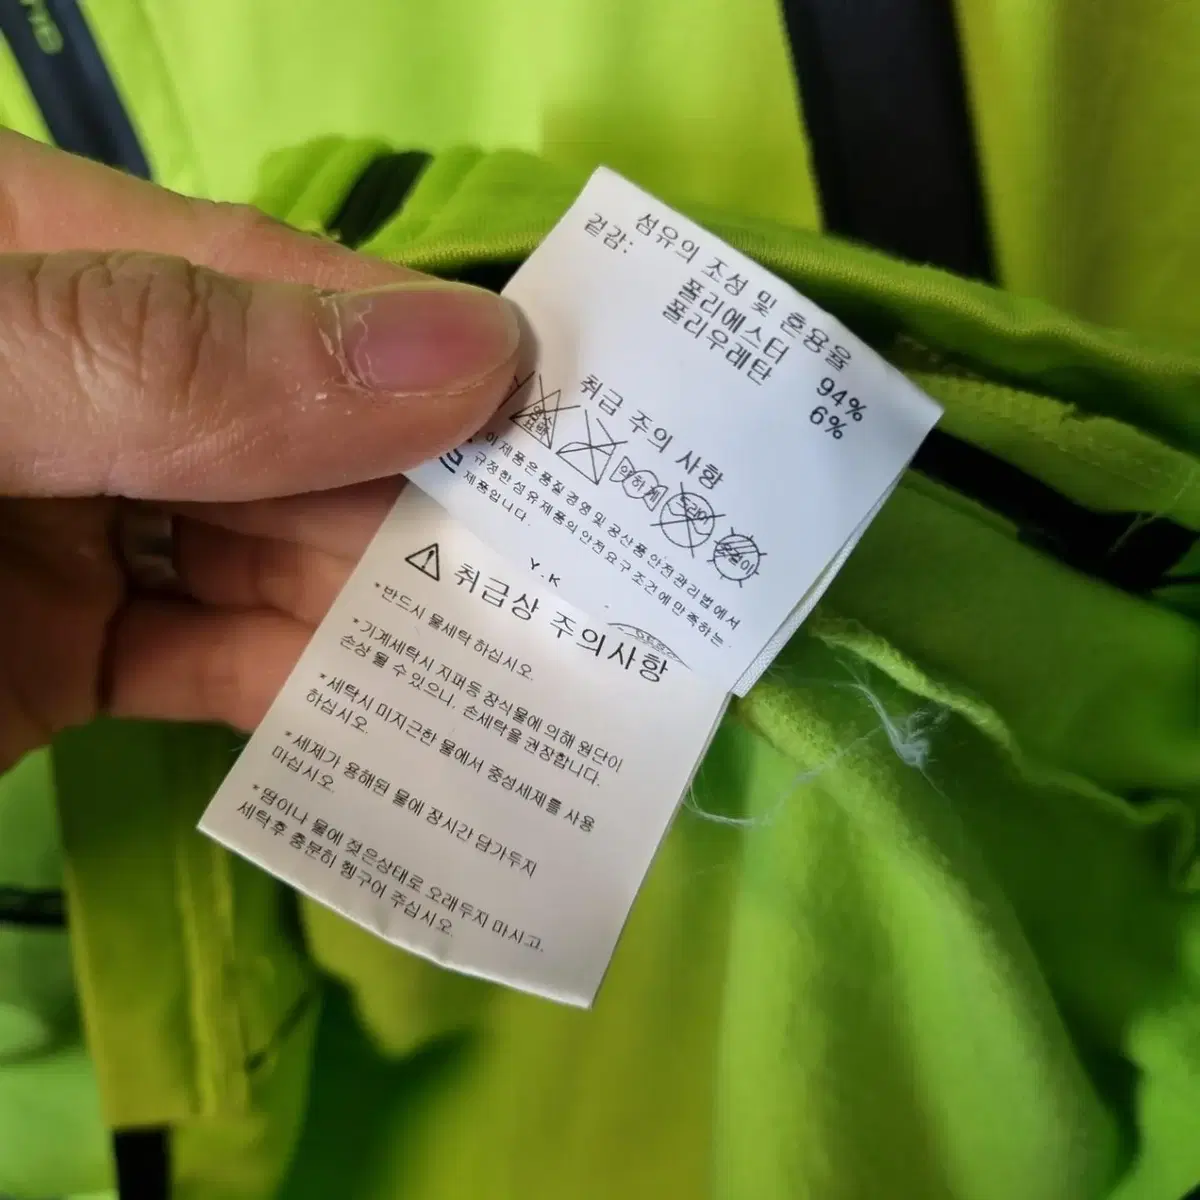 섬유의 조성 및 혼용율
겉감:
폴리에스터 94%
폴리우레탄 6%
취급 주의 사항
염소
표백
약하게
드라이
이 제품은 품질경영 및 공산품안전관리법에서
규정한 섬유제품의 안전요구 조건에 만족하는
제품입니다.
Y.K
취급상 주의사항
*반드시 물세탁 하십시오.
*기계세탁시 지퍼등 장식물에 의해 원단이
손상 될 수 있으니, 손세탁을 권장합니다.
*세탁시 미지근한 물에서 중성세제를 사용
하십시오.
*세제가 용해된 물에 장시간 담가두지
마십시오.
*땀이나 물에 젖은상태로 오래두지 마시고,
세탁후 충분히 헹구어 주십시오.